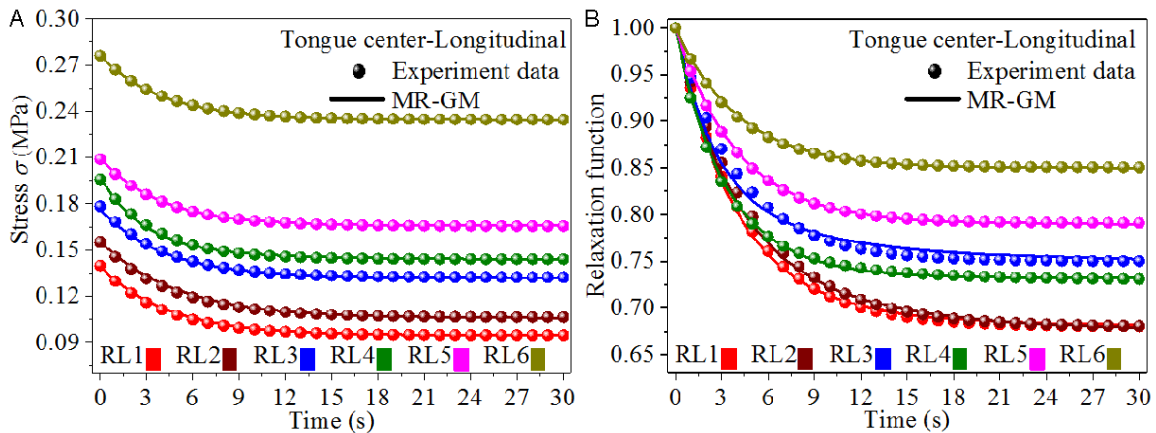 A
0.30
0.27
0.24
0.21
0.18
0.15
0.12
0.09
Stress σ (MPa)
Tongue center-Longitudinal
Experiment data
MR-GM
RL1 RL2 RL3 RL4 RL5 RL6
0 3 6 9 12 15 18 21 24 27 30
Time (s)
B
1.00
0.95
0.90
0.85
0.80
0.75
0.70
0.65
Relaxation function
Tongue center-Longitudinal
Experiment data
MR-GM
RL1 RL2 RL3 RL4 RL5 RL6
0 3 6 9 12 15 18 21 24 27 30
Time (s)